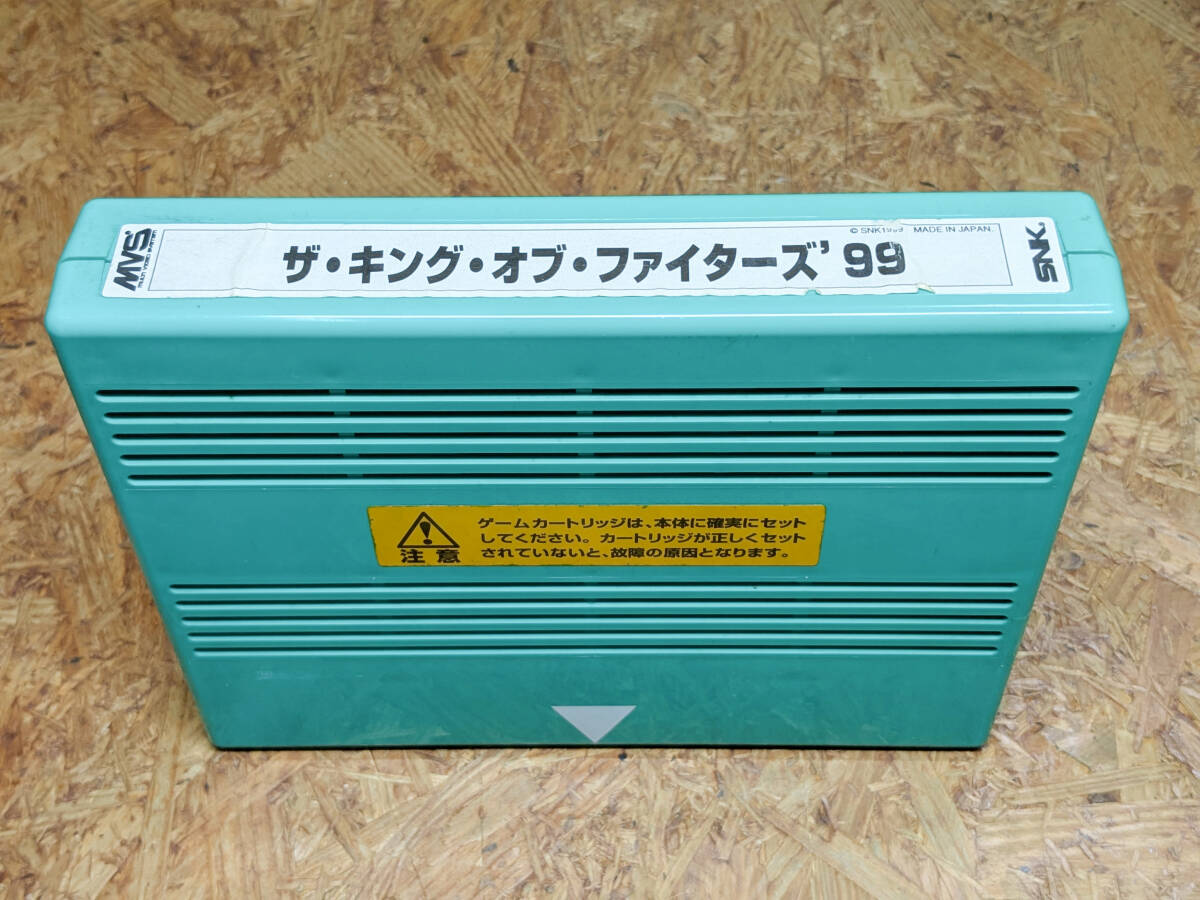 MVS
MULTI VIDEO SYSTEM
ザ・キング・オブ・ファイターズ'99
© SNK1999 MADE IN JAPAN.
SNK.
注意
ゲームカートリッジは、本体に確実にセット
してください。カートリッジが正しくセット
されていないと、故障の原因となります。